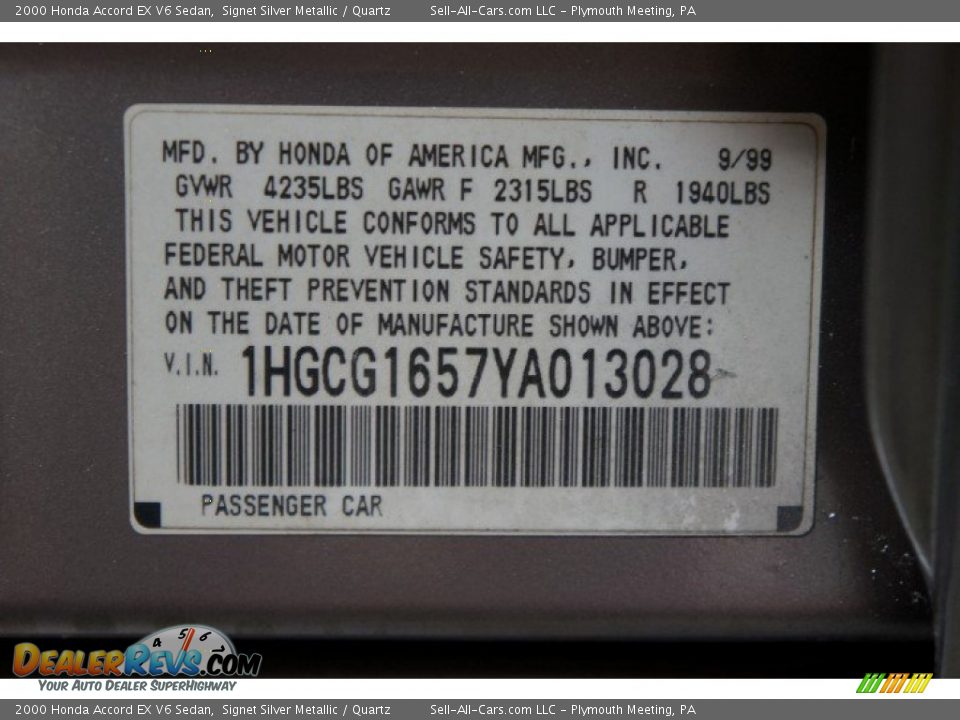 2000 Honda Accord EX V6 Sedan,  Signet Silver Metallic / Quartz    Sell-All-Cars.com LLC - Plymouth Meeting, PA
MFD. BY HONDA OF AMERICA MFG., INC. 9/99
GVWR 4235LBS GAWR F 2315LBS R 1940LBS
THIS VEHICLE CONFORMS TO ALL APPLICABLE
FEDERAL MOTOR VEHICLE SAFETY, BUMPER,
AND THEFT PREVENTION STANDARDS IN EFFECT
ON THE DATE OF MANUFACTURE SHOWN ABOVE:
V.I.N. 1HGCG1657YA013028
PASSENGER CAR
4 5 6 7
DEALERREVS.COM
YOUR AUTO DEALER SUPERHIGHWAY
2000 Honda Accord EX V6 Sedan,  Signet Silver Metallic / Quartz    Sell-All-Cars.com LLC - Plymouth Meeting, PA